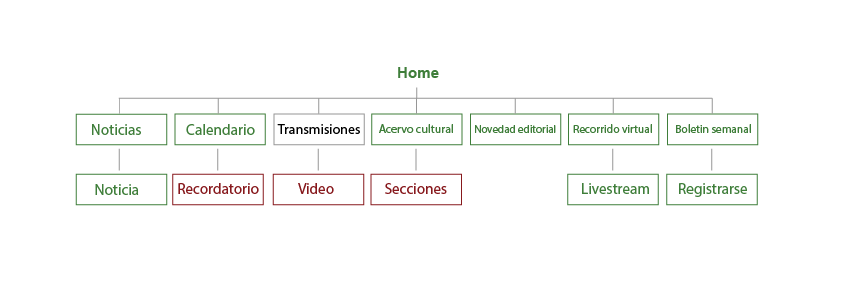 Home
Noticias
Calendario
Transmisiones
Acervo cultural
Novedad editorial
Recorrido virtual
Boletin semanal
Noticia
Recordatorio
Video
Secciones
Livestream
Registrarse